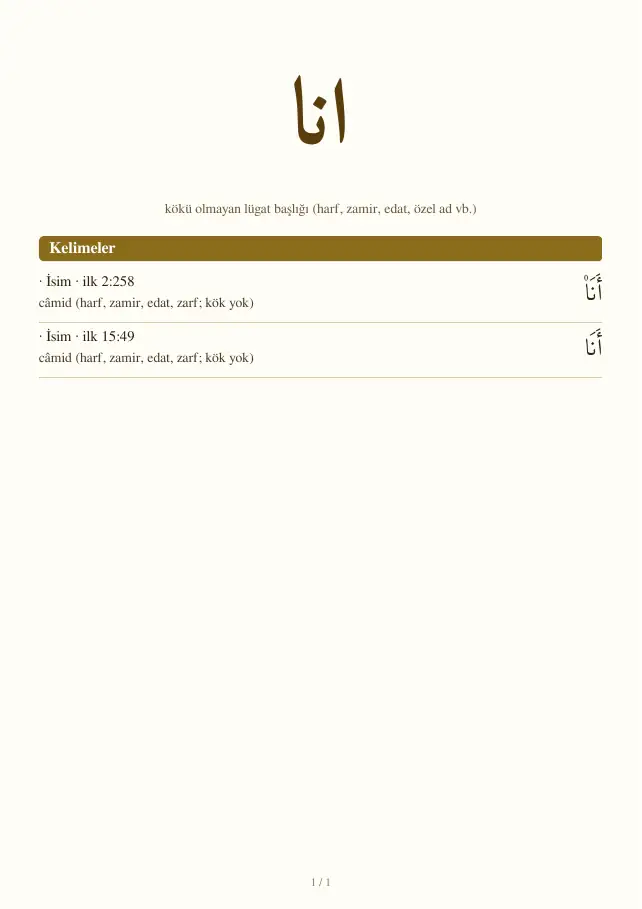 انا
kökü olmayan lügat başlığı (harf, zamir, edat, özel ad vb.)
Kelimeler
· İsim · ilk 2:258 أَنَا۠
câmid (harf, zamir, edat, zarf; kök yok)
· İsim · ilk 15:49 أَنَا
câmid (harf, zamir, edat, zarf; kök yok)
1 / 1